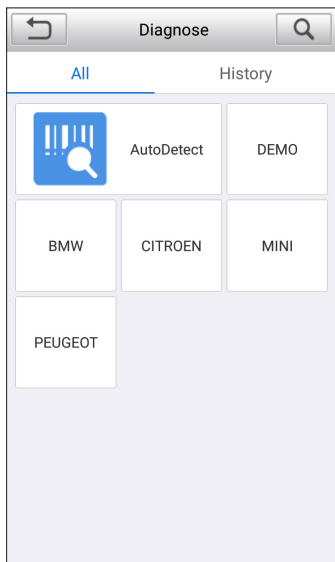 Diagnose
All History
AutoDetect DEMO
BMW CITROEN MINI
PEUGEOT